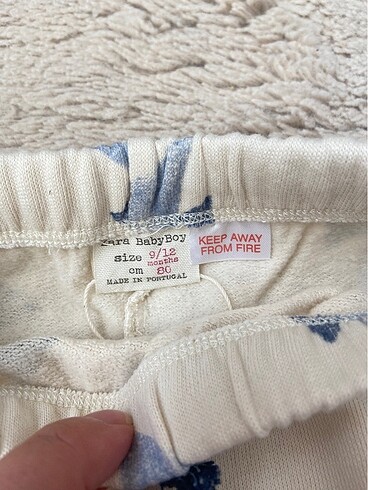 Zara BabyBoy
size 9/12
months
cm 80
MADE IN PORTUGAL
KEEP AWAY
FROM FIRE